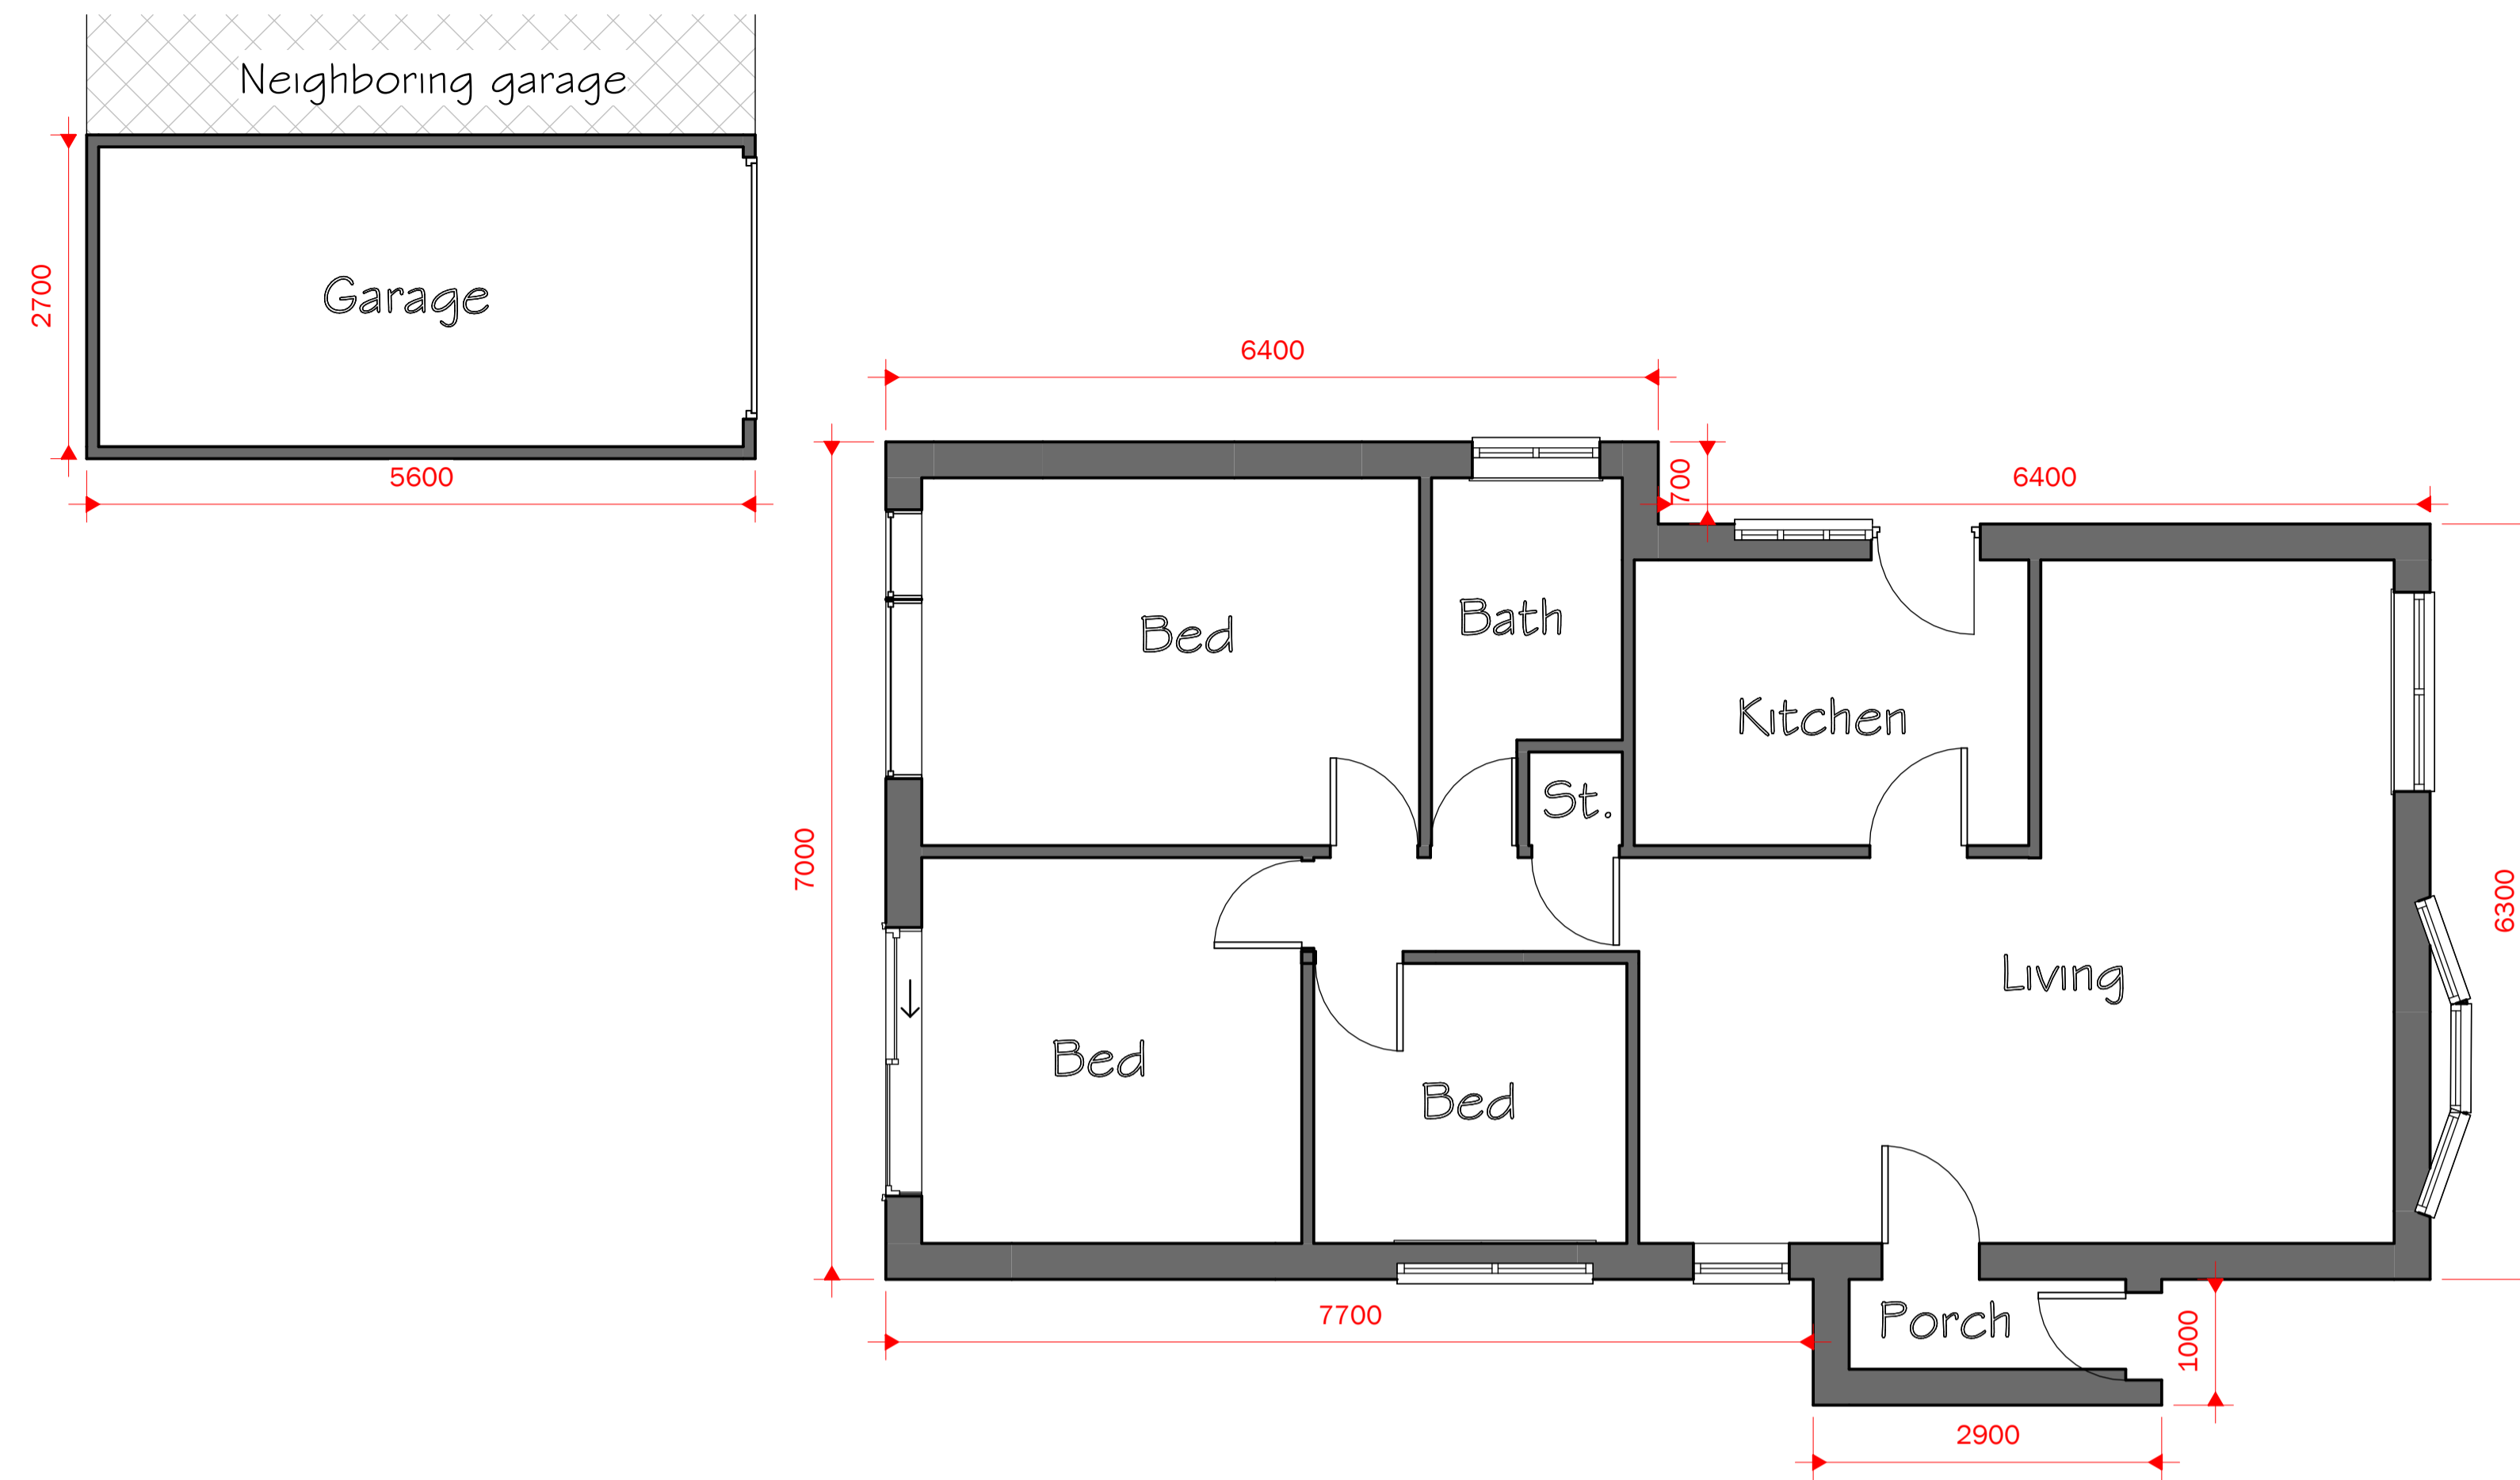 Neighboring garage
2700
Garage
5600
6400
700
6400
7000
Bed
Bath
Kitchen
St.
6300
Living
Bed
Bed
7700
Porch
1000
2900